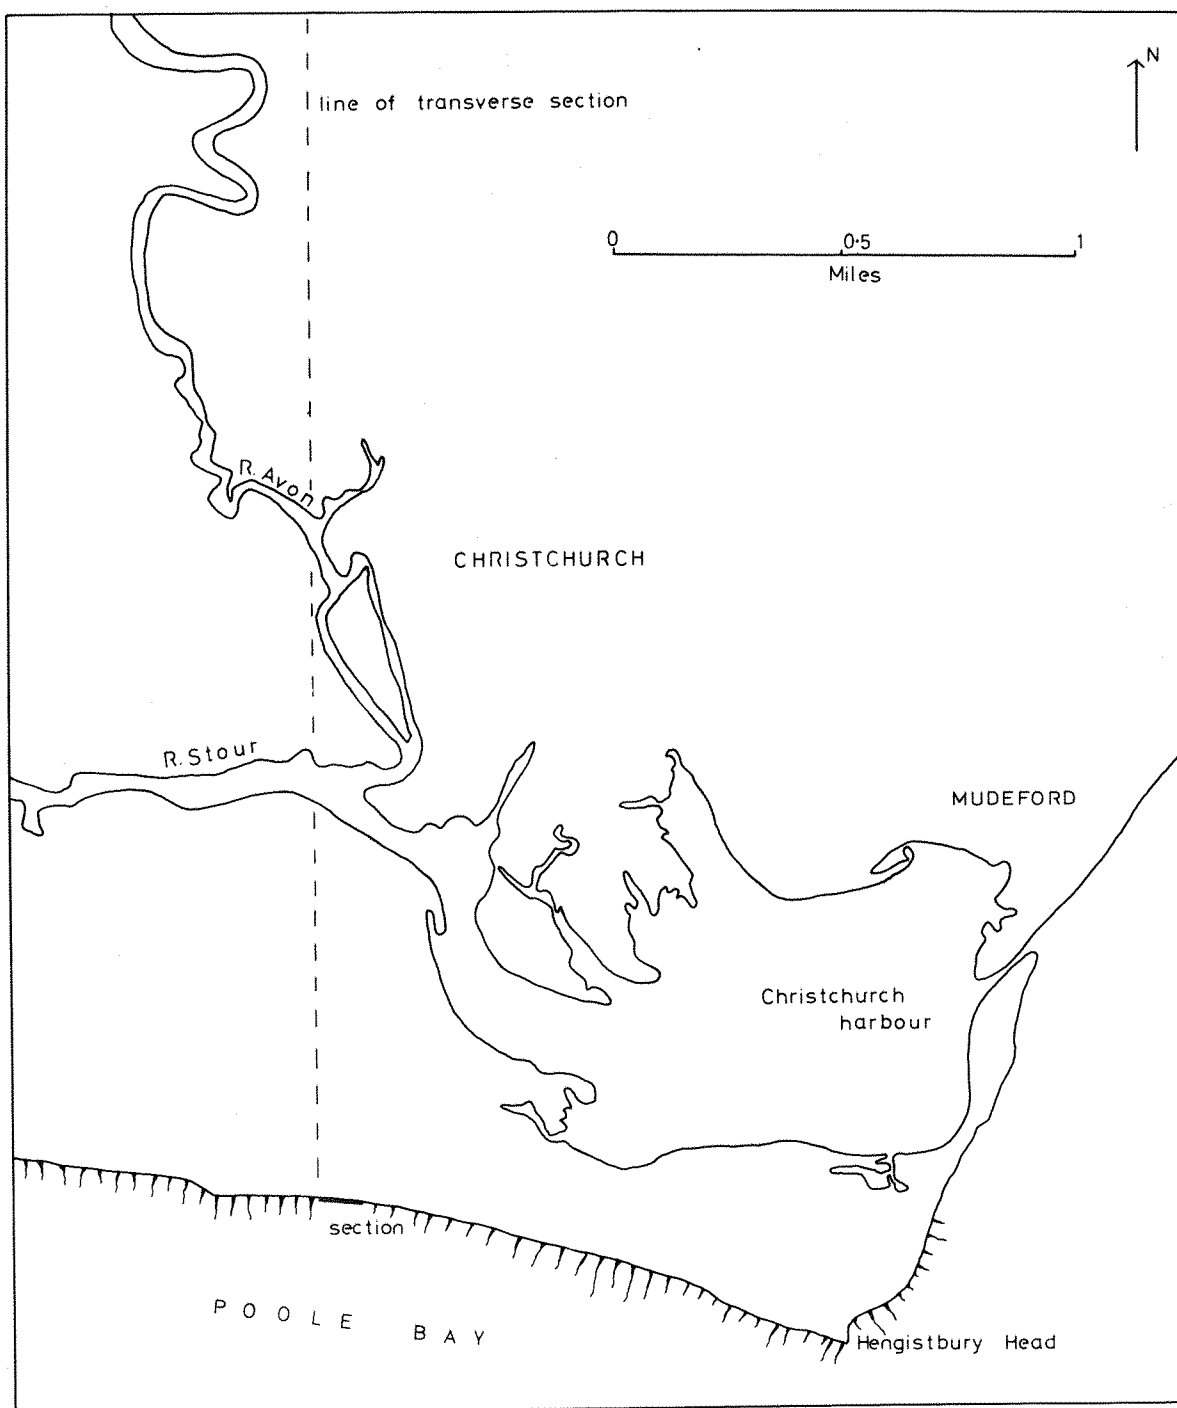 N
line of transverse section
0 0·5 1
Miles
R. Avon
CHRISTCHURCH
R. Stour
MUDEFORD
Christchurch
harbour
section
POOLE BAY
Hengistbury Head